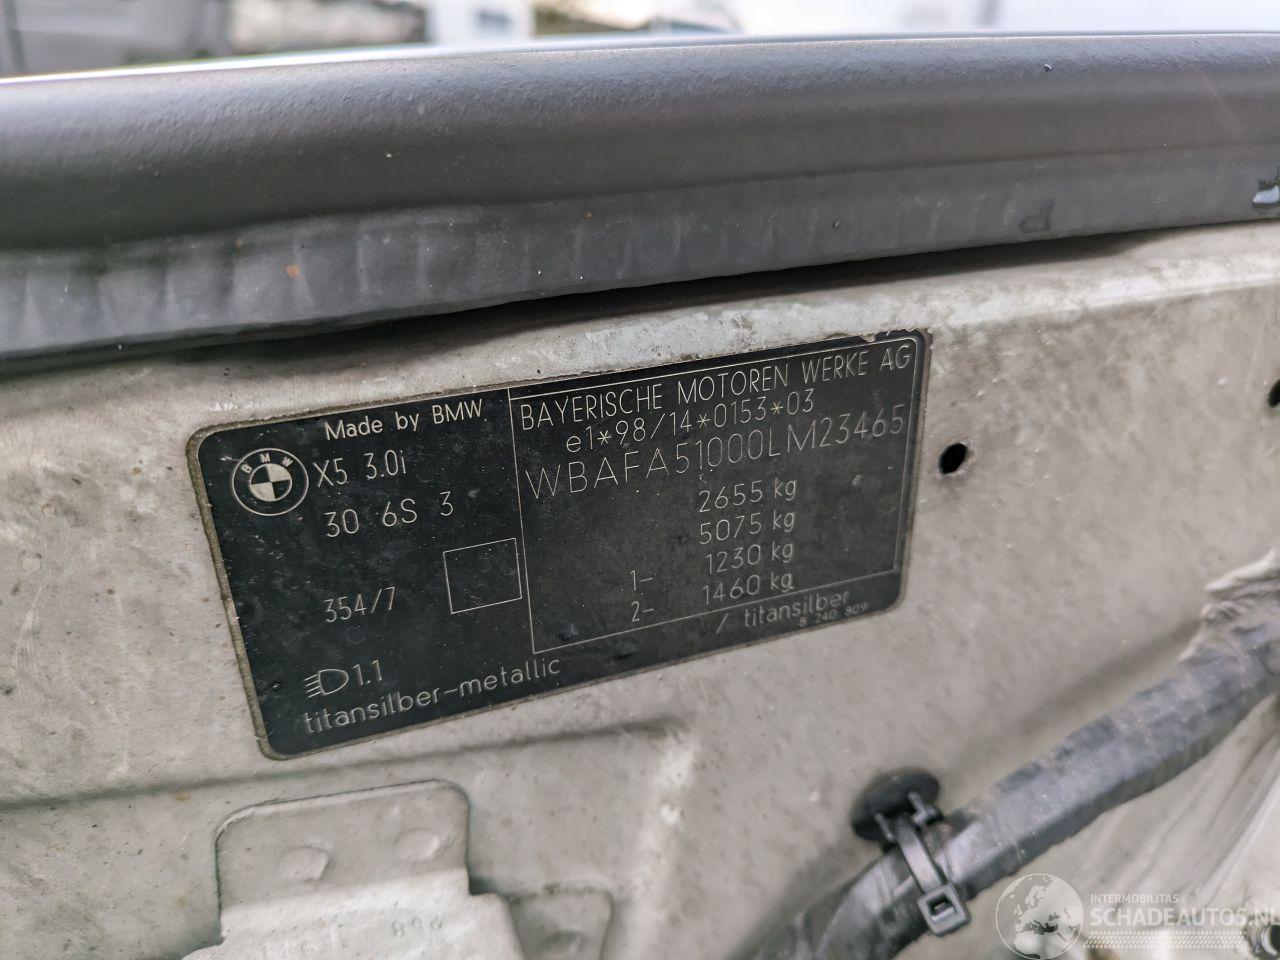 Made by BMW
BMW
X5 3.0i
30 6S 3
354/7
1.1
titansilber-metallic
BAYERISCHE MOTOREN WERKE AG
e1*98/14*0153*03
WBAFA51000LM23465
2655 kg
5075 kg
1- 1230 kg
2- 1460 kg
/ titansilber
8 240 809
INTERMOBILITAS
SCHADEAUTOS.NL